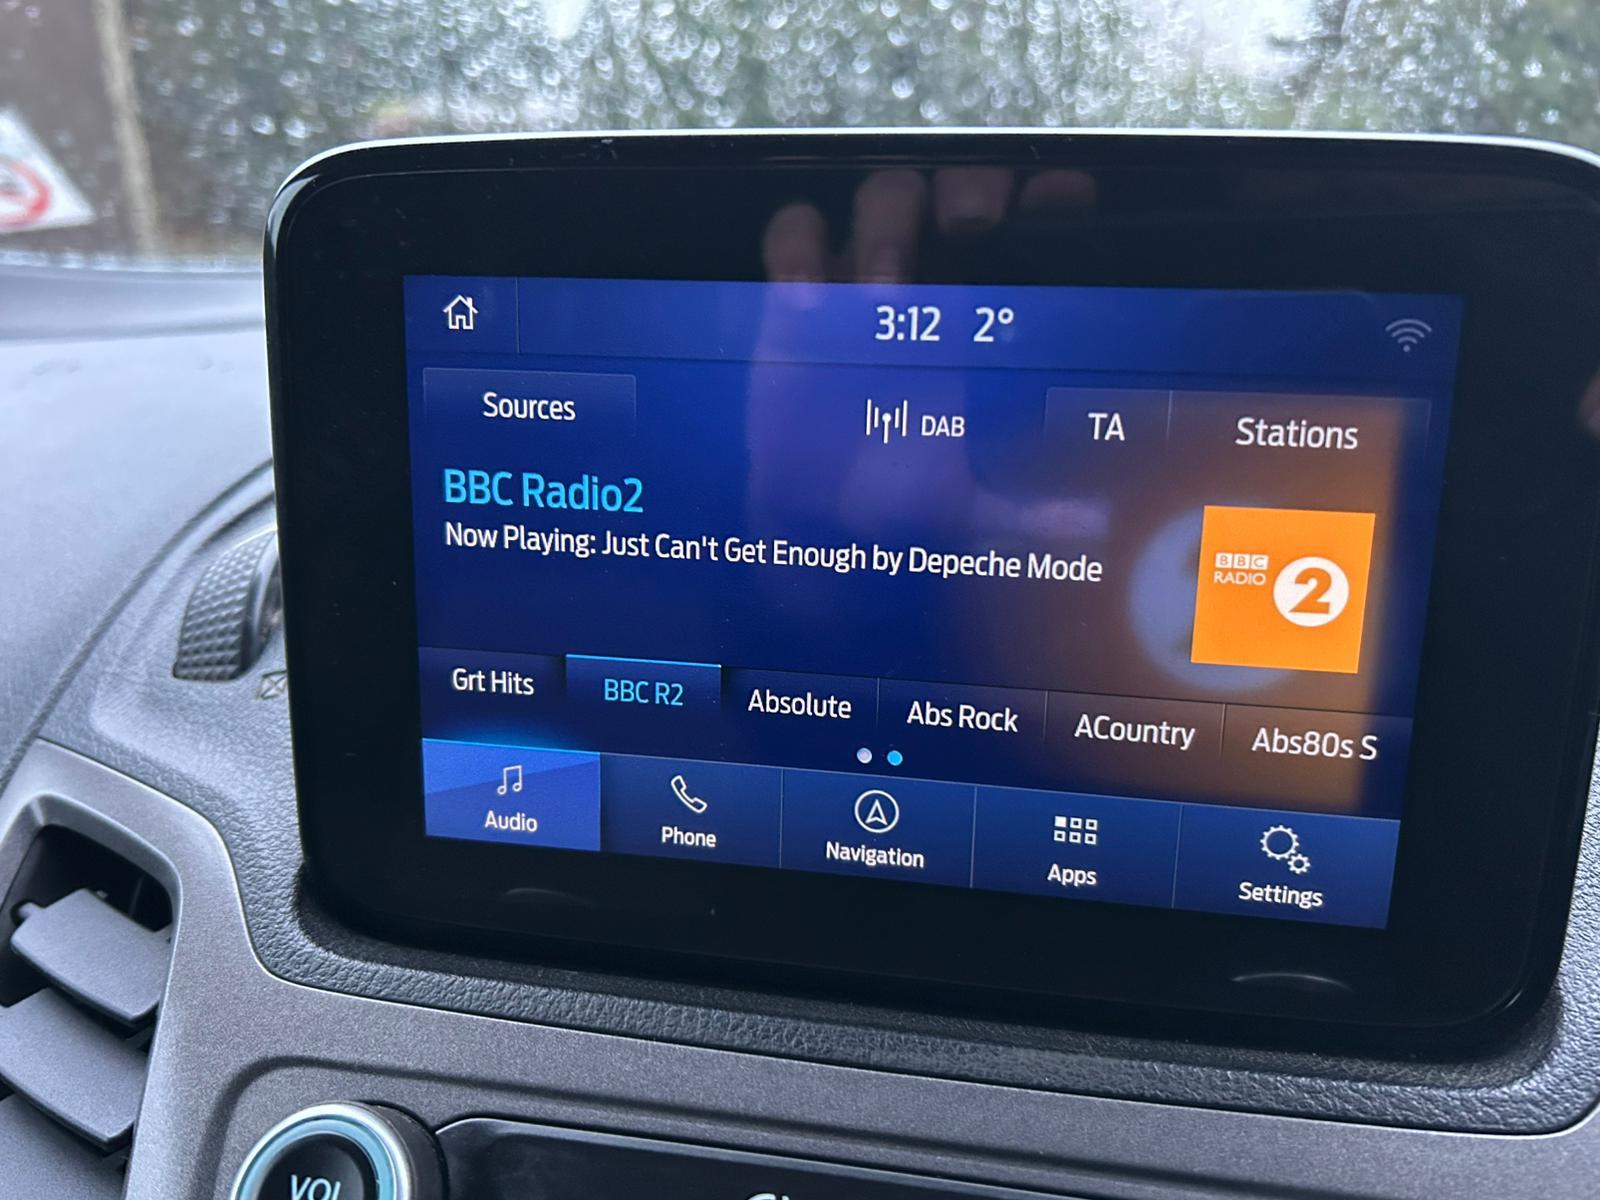 3:12 2°
Sources
DAB
TA
Stations
BBC Radio2
Now Playing: Just Can't Get Enough by Depeche Mode
BBC
RADIO
2
Grt Hits
BBC R2
Absolute
Abs Rock
ACountry
Abs80s S
Audio
Phone
Navigation
Apps
Settings
VOL